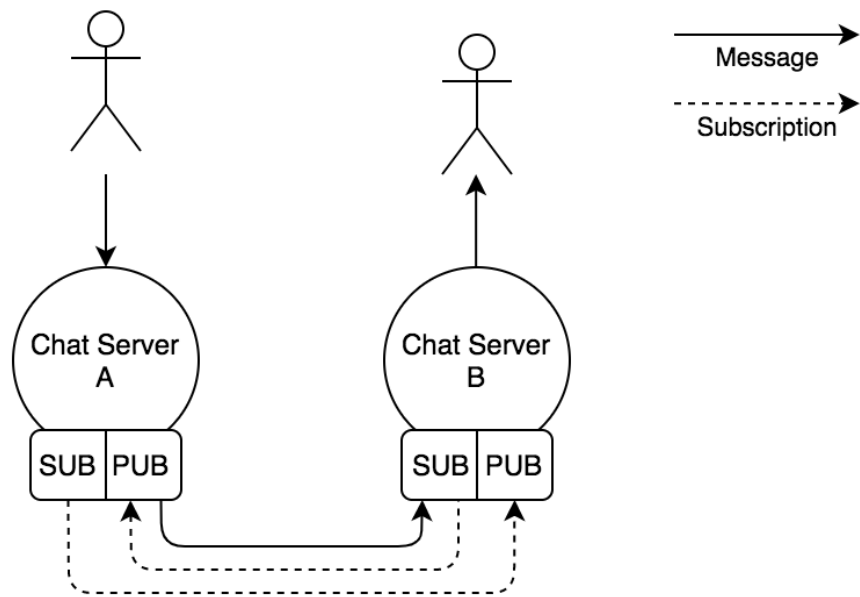 Message
Subscription
Chat Server
A
Chat Server
B
SUB PUB
SUB PUB